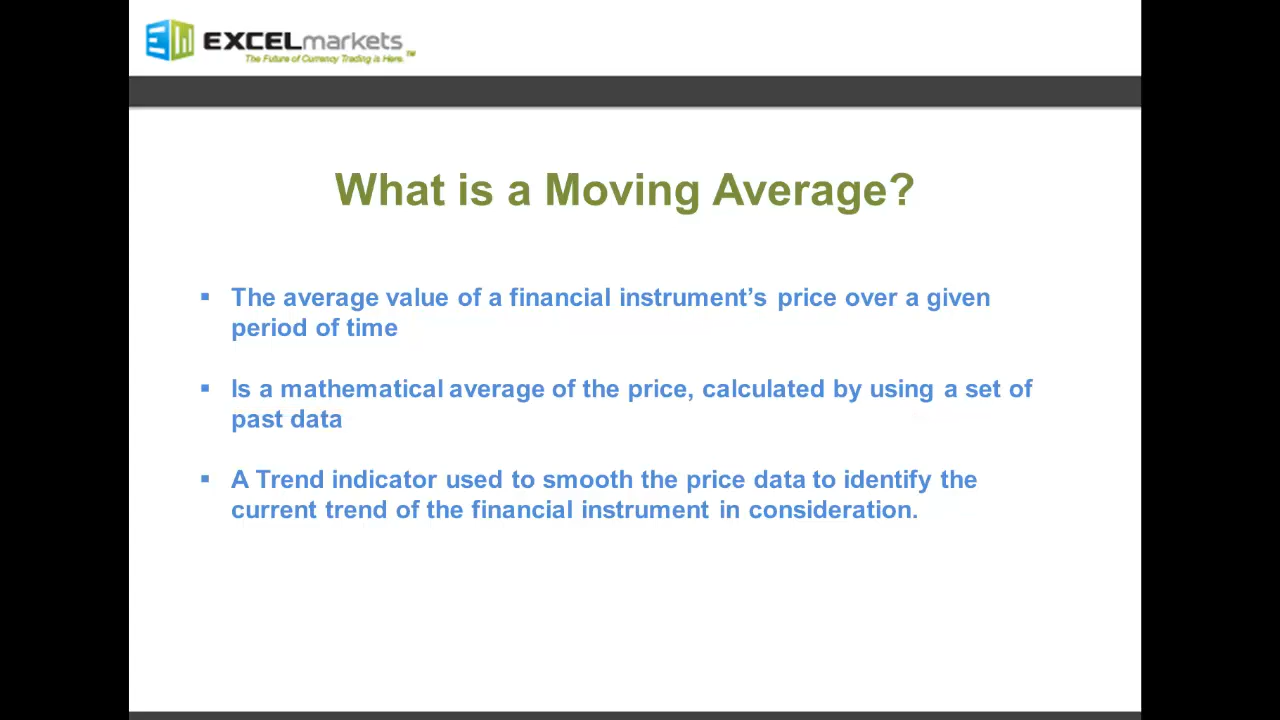 EXCELmarkets
The Future of Currency Trading is Here.™
What is a Moving Average?
▪ The average value of a financial instrument’s price over a given
period of time
▪ Is a mathematical average of the price, calculated by using a set of
past data
▪ A Trend indicator used to smooth the price data to identify the
current trend of the financial instrument in consideration.